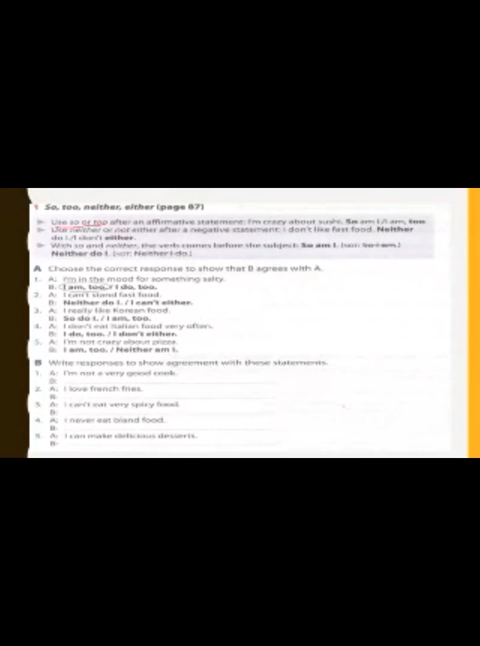 1 So, too, neither, either (page 87)
Use so or too after an affirmative statement: I'm crazy about sushi. So am I./I am, too.
Use neither or not either after a negative statement: I don't like fast food. Neither
do I./I don't either.
With so and neither, the verb comes before the subject: So am I. (not: So I am.)
Neither do I. (not: Neither I do.)
A Choose the correct response to show that B agrees with A.
1. A: I'm in the mood for something salty.
B: I am, too. / I do, too.
2. A: I can't stand fast food.
B: Neither do I. / I can't either.
3. A: I really like Korean food.
B: So do I. / I am, too.
4. A: I don't eat Italian food very often.
B: I do, too. / I don't either.
5. A: I'm not crazy about pizza.
B: I am, too. / Neither am I.
B Write responses to show agreement with these statements.
1. A: I'm not a very good cook.
B:
2. A: I love french fries.
B:
3. A: I can't eat very spicy food.
B:
4. A: I never eat bland food.
B:
5. A: I can make delicious desserts.
B: